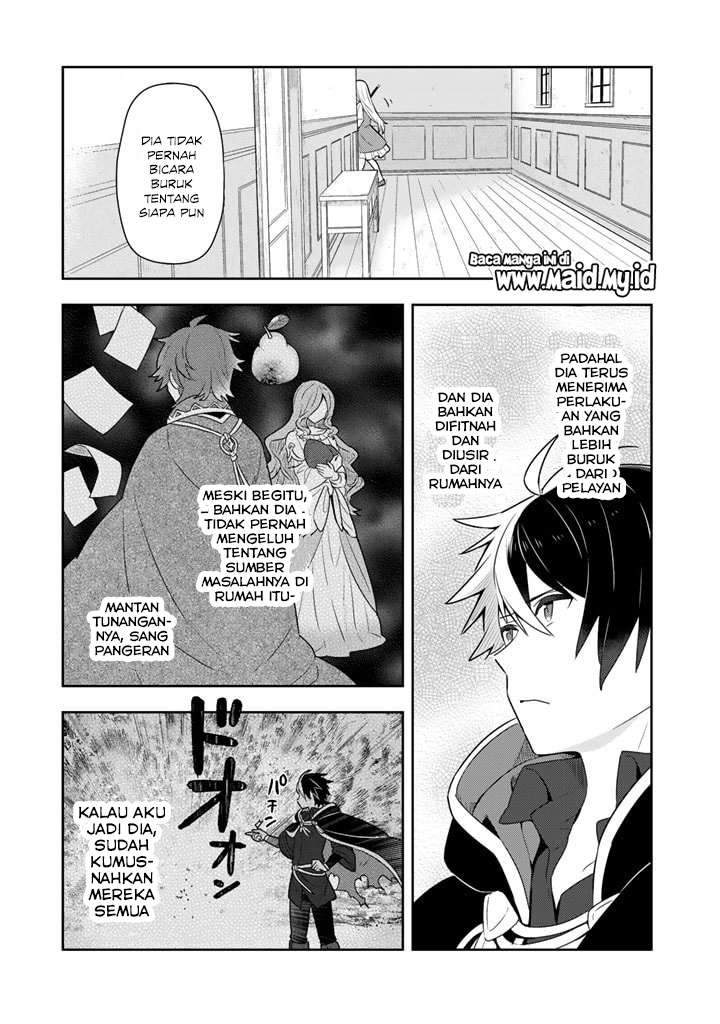 DIA TIDAK
PERNAH
BICARA
BURUK
TENTANG
SIAPA PUN
Baca Manga ini di
www.Maid.my.id
PADAHAL
DIA TERUS
MENERIMA
PERLAKU-
AN YANG
BAHKAN
LEBIH
BURUK
DARI
PELAYAN
DAN DIA
BAHKAN
DIFITNAH
DAN
DIUSIR
DARI
RUMAHNYA
MESKI BEGITU,
BAHKAN DIA
TIDAK PERNAH
MENGELUH
TENTANG
SUMBER
MASALAHNYA DI
RUMAH ITU-
MANTAN
TUNANGAN-
NYA, SANG
PANGERAN
ドオオン
パチン
KALAU AKU
JADI DIA,
SUDAH
KUMUS-
NAHKAN
MEREKA
SEMUA